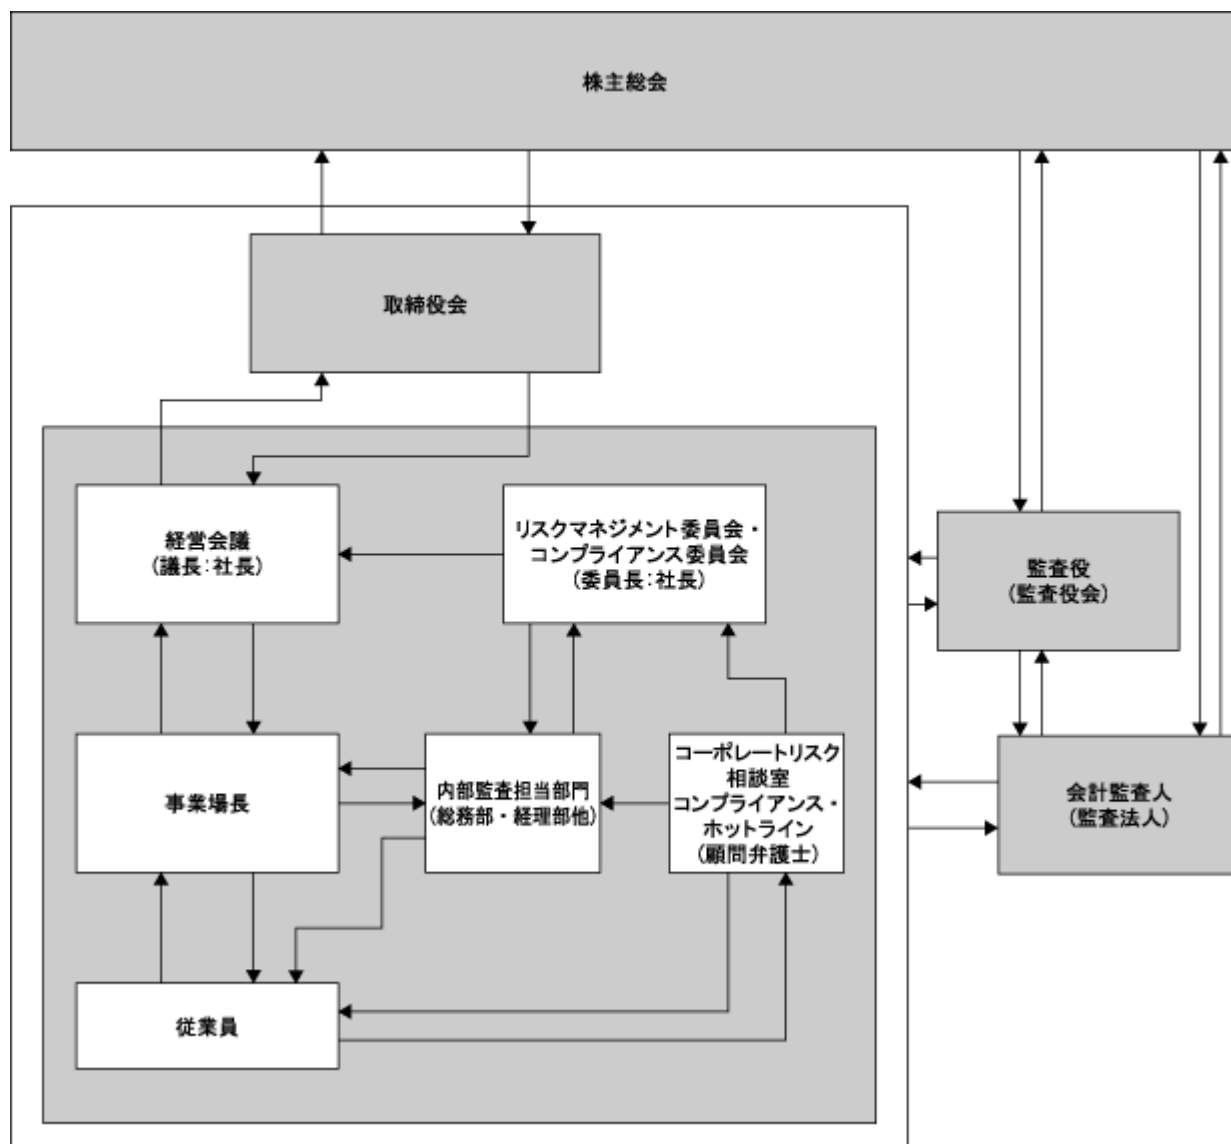 株主総会
取締役会
経営会議
(議長:社長)
リスクマネジメント委員会・
コンプライアンス委員会
(委員長:社長)
監査役
(監査役会)
事業場長
内部監査担当部門
(総務部・経理部他)
コーポレートリスク
相談室
コンプライアンス・
ホットライン
(顧問弁護士)
会計監査人
(監査法人)
従業員